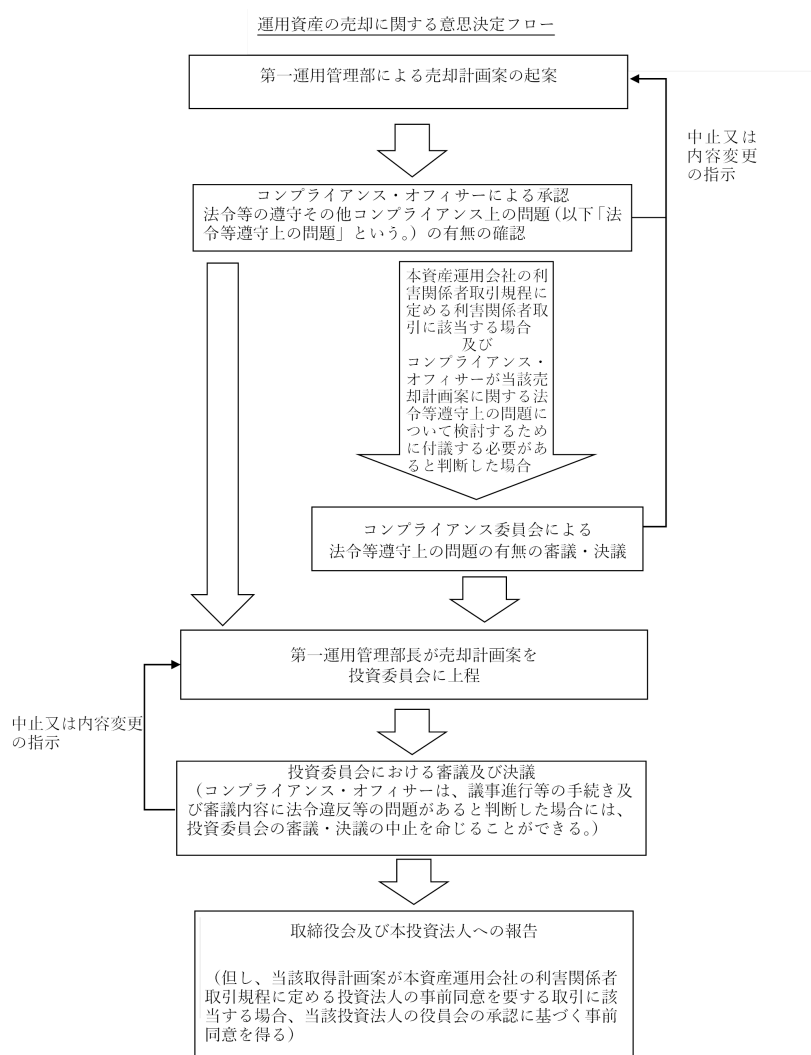 運用資産の売却に関する意思決定フロー
第一運用管理部による売却計画案の起案
中止又は
内容変更
の指示
コンプライアンス・オフィサーによる承認
法令等の遵守その他コンプライアンス上の問題（以下「法
令等遵守上の問題」という。）の有無の確認
本資産運用会社の利
害関係者取引規程に
定める利害関係者取
引に該当する場合
及び
コンプライアンス・
オフィサーが当該売
却計画案に関する法
令等遵守上の問題に
ついて検討するため
に付議する必要があ
ると判断した場合
コンプライアンス委員会による
法令等遵守上の問題の有無の審議・決議
第一運用管理部長が売却計画案を
投資委員会に上程
中止又は内容変更
の指示
投資委員会における審議及び決議
（コンプライアンス・オフィサーは、議事進行等の手続き及
び審議内容に法令違反等の問題があると判断した場合には、
投資委員会の審議・決議の中止を命じることができる。）
取締役会及び本投資法人への報告
（但し、当該取得計画案が本資産運用会社の利害関係者
取引規程に定める投資法人の事前同意を要する取引に該
当する場合、当該投資法人の役員会の承認に基づく事前
同意を得る）